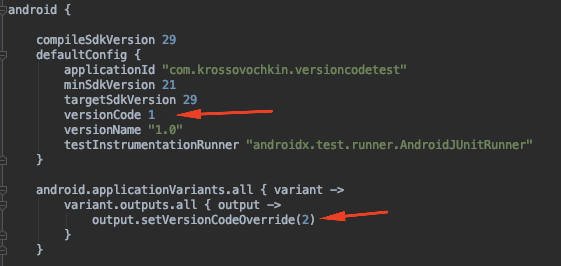 android {
compileSdkVersion 29
defaultConfig {
applicationId "com.krossovochkin.versioncodetest"
minSdkVersion 21
targetSdkVersion 29
versionCode 1
versionName "1.0"
testInstrumentationRunner "androidx.test.runner.AndroidJUnitRunner"
}
android.applicationVariants.all { variant ->
variant.outputs.all { output ->
output.setVersionCodeOverride(2)
}
}